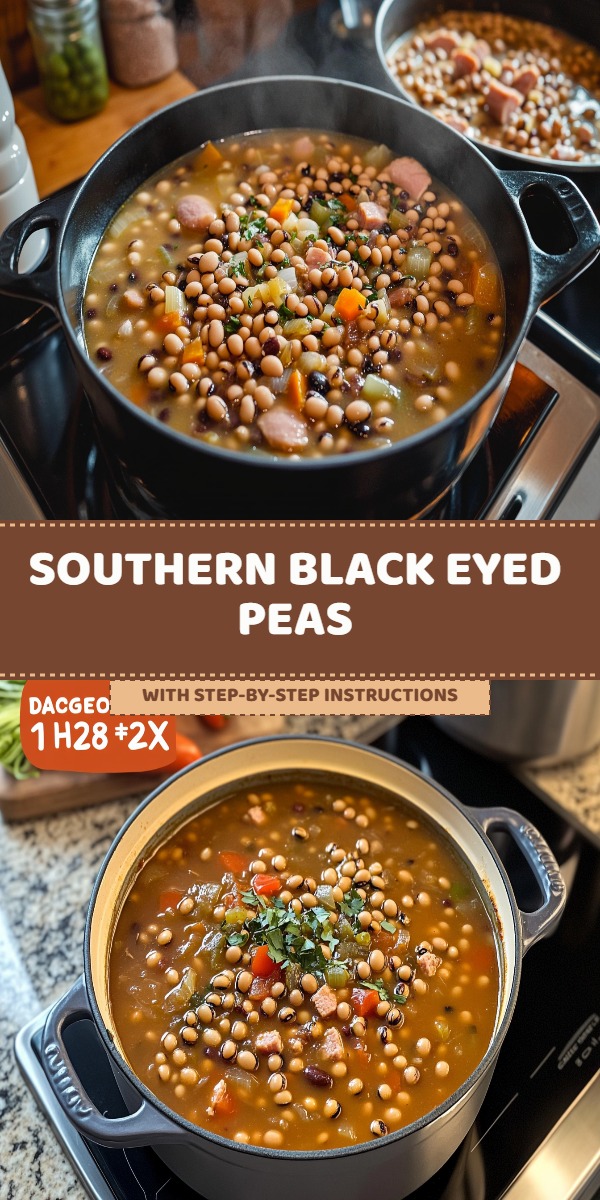 SOUTHERN BLACK EYED
PEAS
WITH STEP-BY-STEP INSTRUCTIONS
DACGEO
1 H28 ‡2X